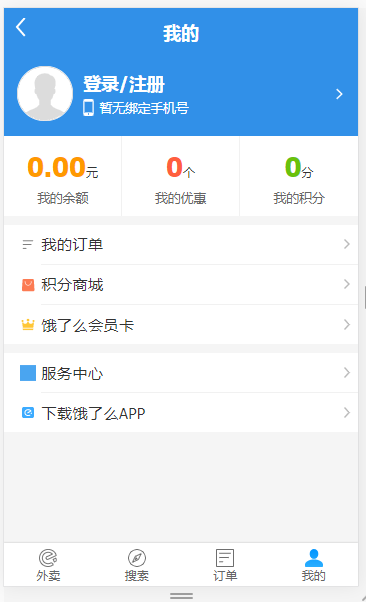 我的
登录/注册
暂无绑定手机号
0.00元 0个 0分
我的余额 我的优惠 我的积分
我的订单
积分商城
饿了么会员卡
服务中心
下载饿了么APP
外卖 搜索 订单 我的